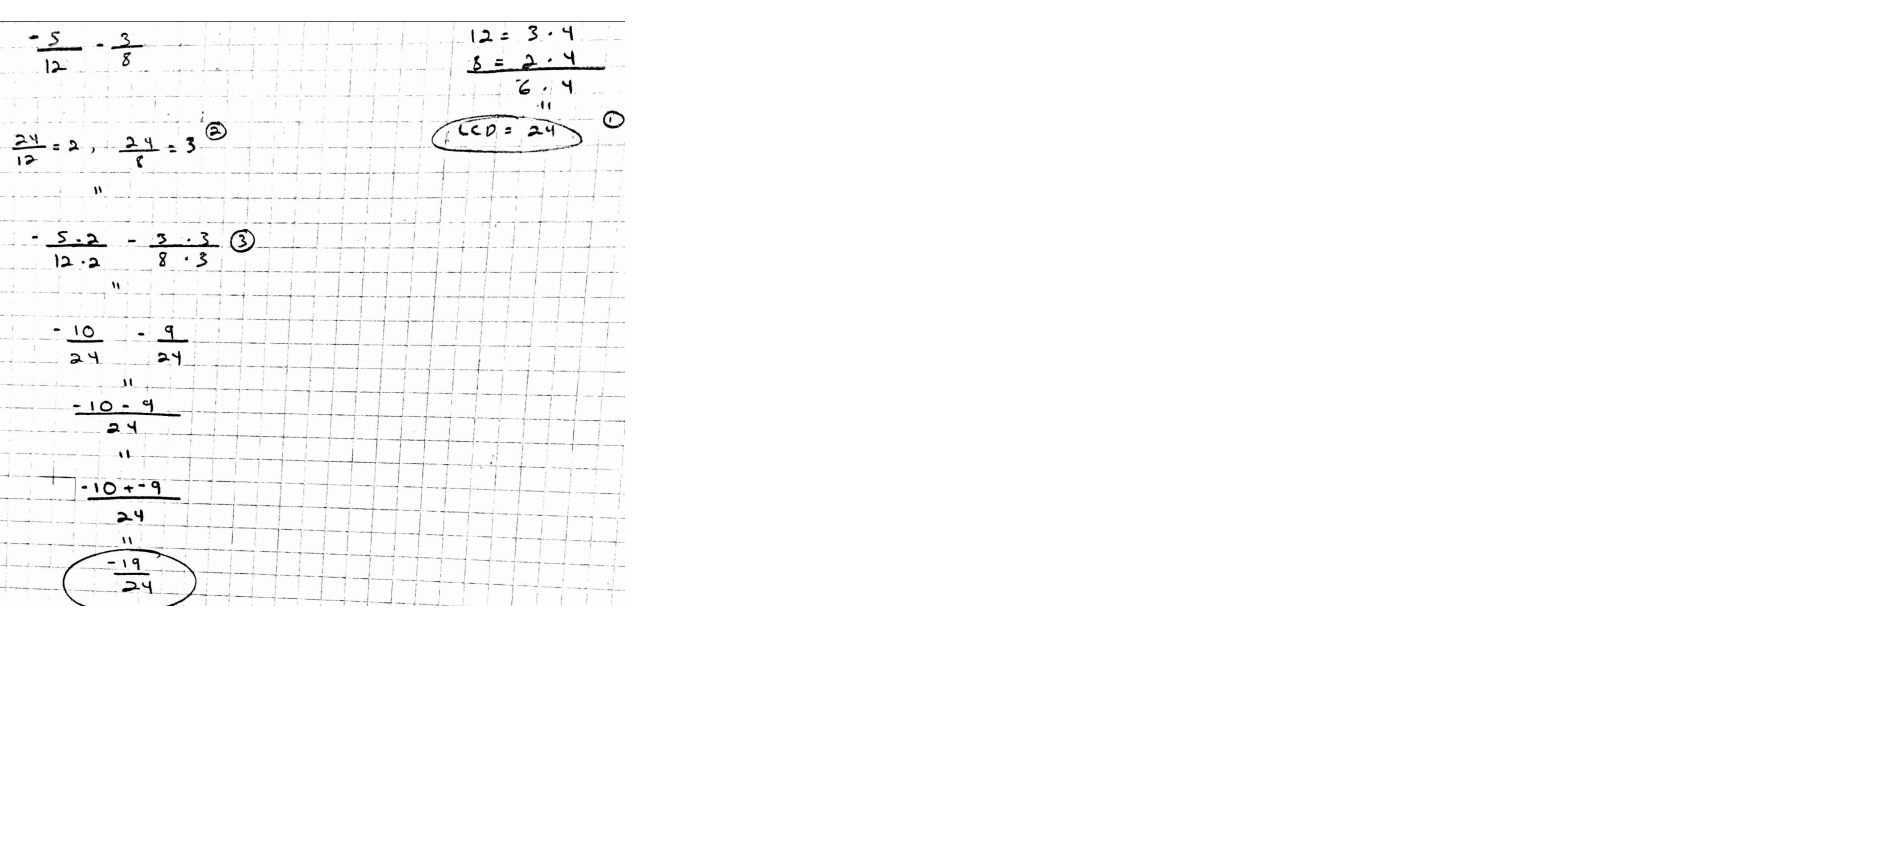 -5/12 - 3/8
12 = 3 · 4
8 = 2 · 4
6 · 4
"
LCD = 24 ①
24/12 = 2, 24/8 = 3 ②
"
- 5·2/12·2 - 3·3/8·3 ③
"
-10/24 - 9/24
"
-10 - 9/24
"
-10 + -9/24
"
-19/24